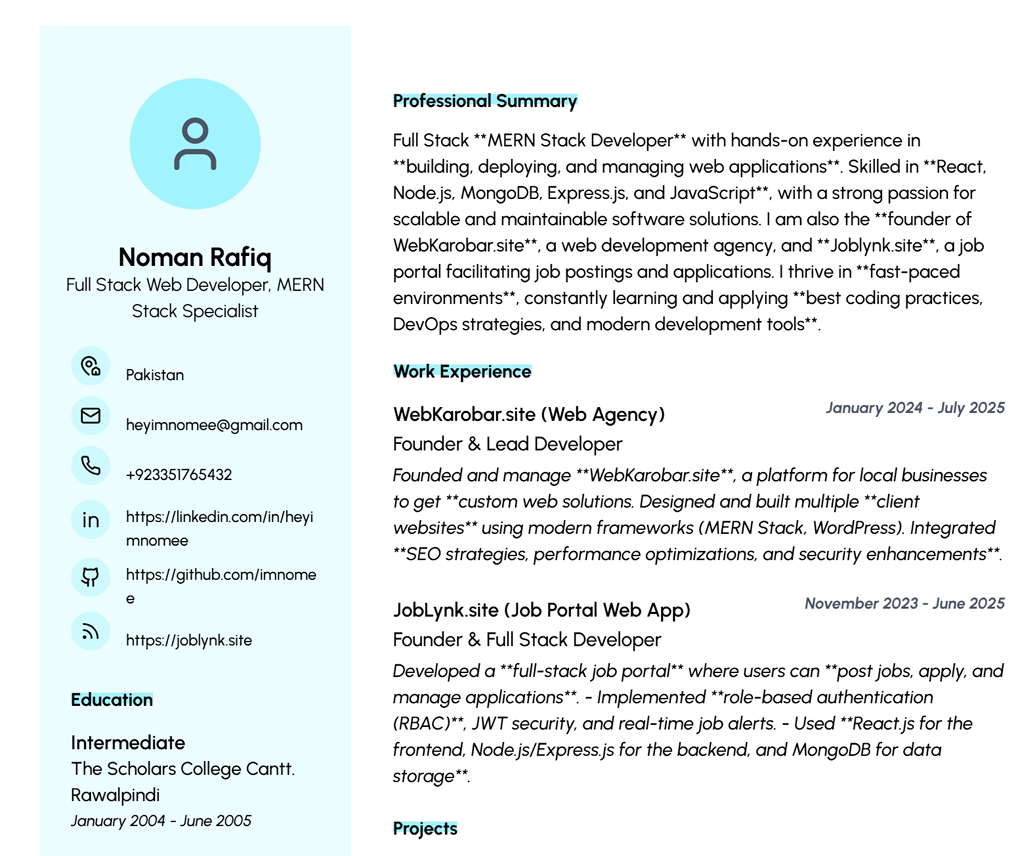 Noman Rafiq
Full Stack Web Developer, MERN
Stack Specialist
Pakistan
heyimnomee@gmail.com
+923351765432
in
https://linkedin.com/in/heyi
mnomee
https://github.com/imnome
e
https://joblynk.site
Education
Intermediate
The Scholars College Cantt.
Rawalpindi
January 2004 - June 2005
Professional Summary
Full Stack **MERN Stack Developer** with hands-on experience in
**building, deploying, and managing web applications**. Skilled in **React,
Node.js, MongoDB, Express.js, and JavaScript**, with a strong passion for
scalable and maintainable software solutions. I am also the **founder of
WebKarobar.site**, a web development agency, and **Joblynk.site**, a job
portal facilitating job postings and applications. I thrive in **fast-paced
environments**, constantly learning and applying **best coding practices,
DevOps strategies, and modern development tools**.
Work Experience
WebKarobar.site (Web Agency)
January 2024 - July 2025
Founder & Lead Developer
Founded and manage **WebKarobar.site**, a platform for local businesses
to get **custom web solutions. Designed and built multiple **client
websites** using modern frameworks (MERN Stack, WordPress). Integrated
**SEO strategies, performance optimizations, and security enhancements**.
JobLynk.site (Job Portal Web App)
November 2023 - June 2025
Founder & Full Stack Developer
Developed a **full-stack job portal** where users can **post jobs, apply, and
manage applications**. - Implemented **role-based authentication
(RBAC)**, JWT security, and real-time job alerts. - Used **React.js for the
frontend, Node.js/Express.js for the backend, and MongoDB for data
storage**.
Projects